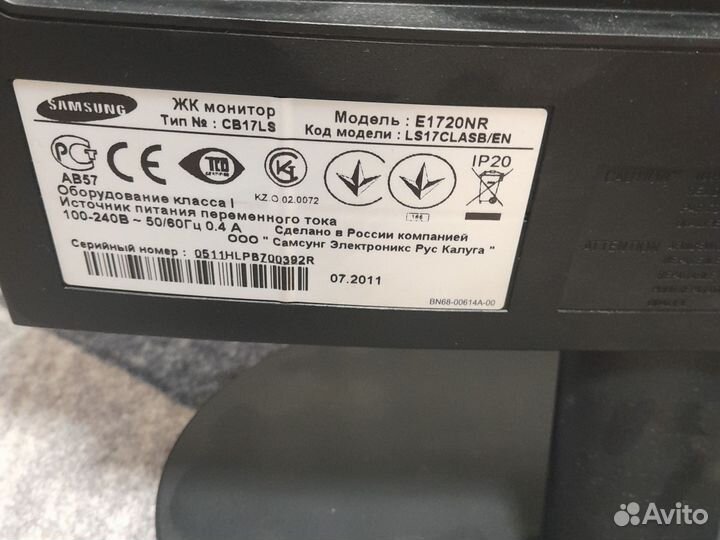 SAMSUNG
ЖК монитор
Тип № : CB17LS
Модель : E1720NR
Код модели : LS17CLASB/EN
АВ57
KZ.O.02.0072
IP20
Оборудование класса I
Источник питания переменного тока
100-240В ~ 50/60Гц 0.4 А
Сделано в России компанией
ООО " Самсунг Электроникс Рус Калуга "
Серийный номер : 0511HLPBZ00392R
07.2011
BN68-00614A-00
ATTENTION
Avito